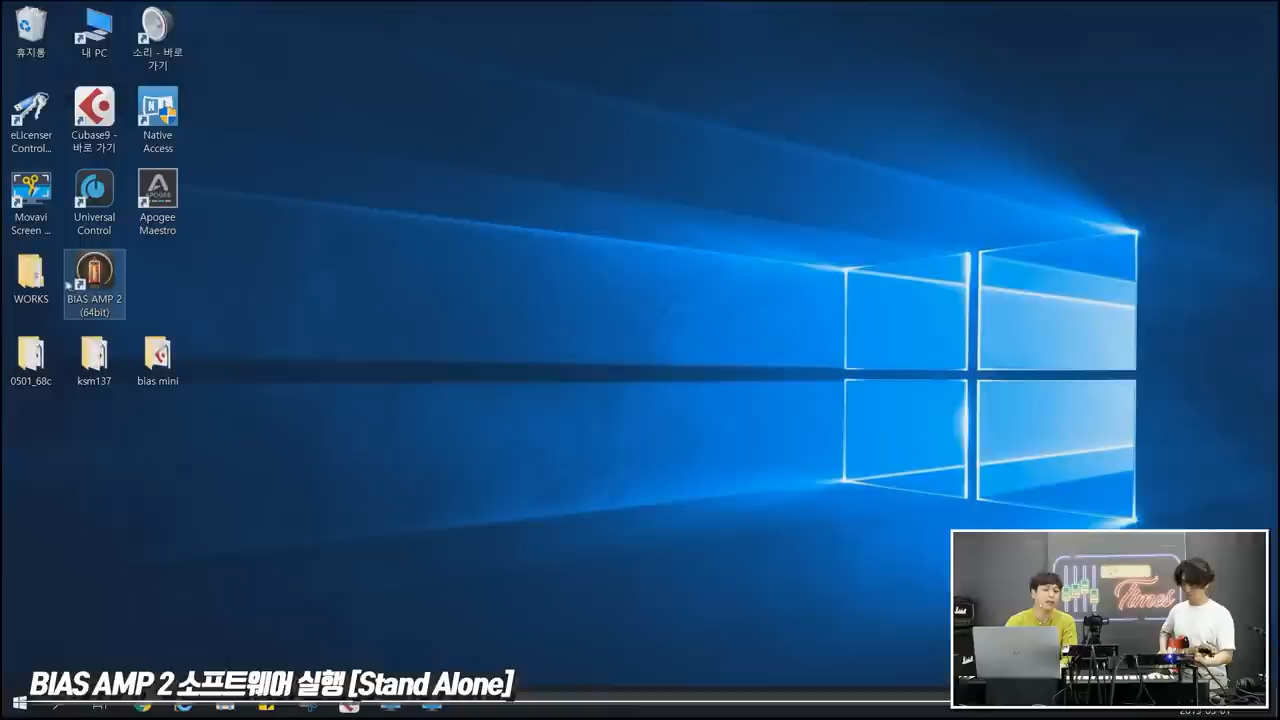 휴지통
내 PC
소리 - 바로
가기
eLicenser
Control...
Cubase9 -
바로 가기
Native
Access
Movavi
Screen ...
Universal
Control
APOGEE
Apogee
Maestro
WORKS
BIAS AMP 2
(64bit)
0501_68c
ksm137
bias mini
Times
BIAS AMP 2 소프트웨어 실행 [Stand Alone]